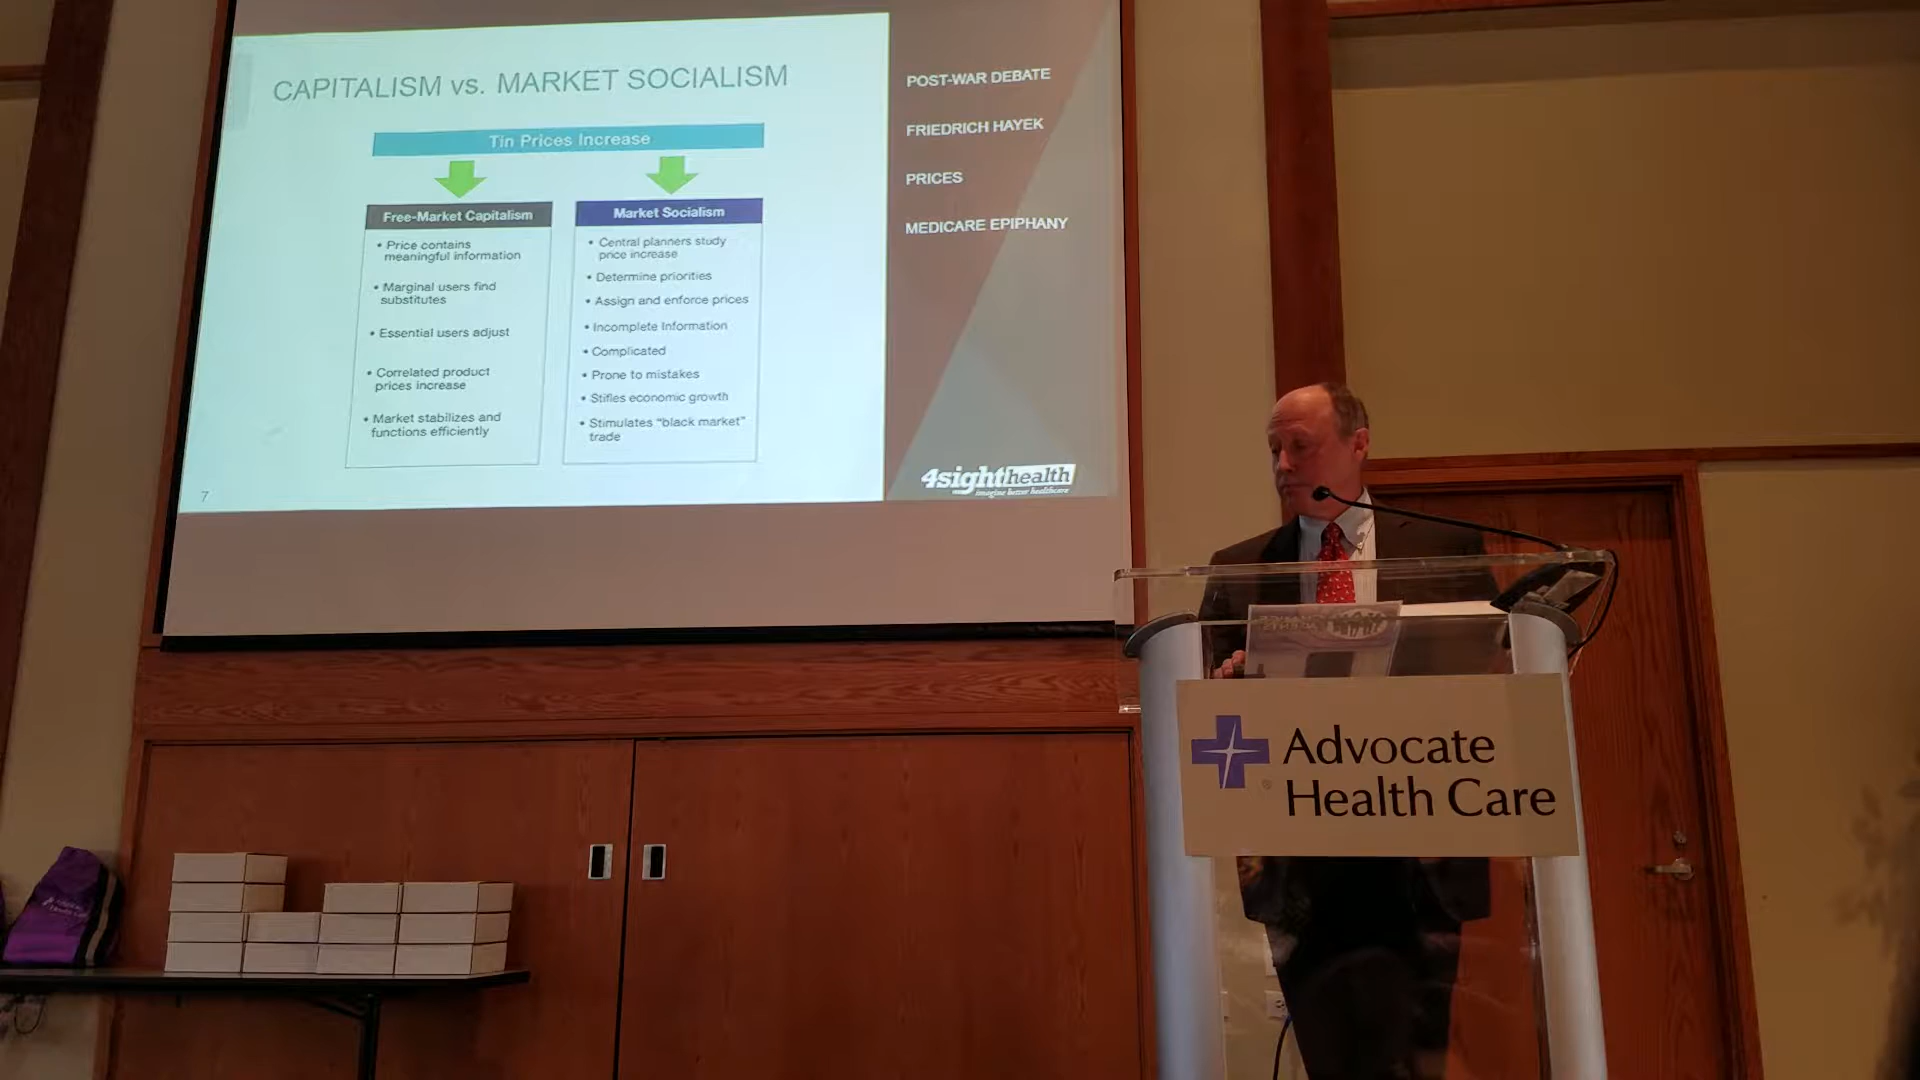 CAPITALISM vs. MARKET SOCIALISM
Tin Prices Increase
Free-Market Capitalism
• Price contains
meaningful information
• Marginal users find
substitutes
• Essential users adjust
• Correlated product
prices increase
• Market stabilizes and
functions efficiently
Market Socialism
• Central planners study
price increase
• Determine priorities
• Assign and enforce prices
• Incomplete Information
• Complicated
• Prone to mistakes
• Stifles economic growth
• Stimulates "black market"
trade
7
POST-WAR DEBATE
FRIEDRICH HAYEK
PRICES
MEDICARE EPIPHANY
4sighthealth
imagine better healthcare
Advocate
Health Care